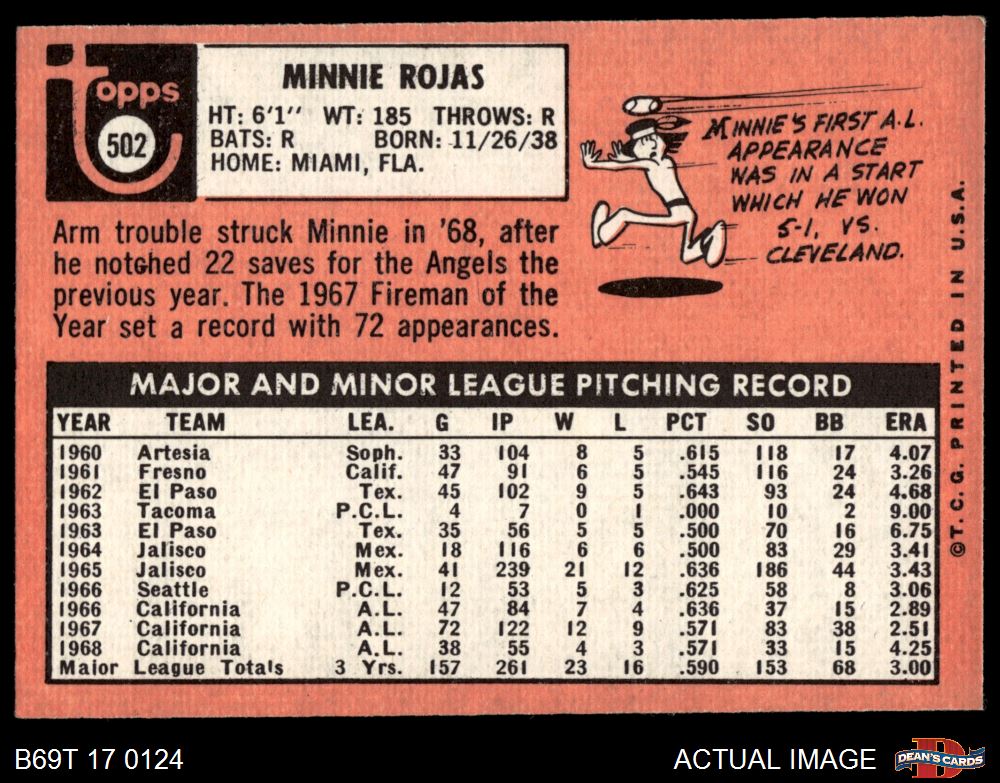 Topps
502
MINNIE ROJAS
HT: 6'1" WT: 185 THROWS: R
BATS: R BORN: 11/26/38
HOME: MIAMI, FLA.
MINNIE'S FIRST A.L.
APPEARANCE
WAS IN A START
WHICH HE WON
5-1, VS.
CLEVELAND.
Arm trouble struck Minnie in '68, after
he notched 22 saves for the Angels the
previous year. The 1967 Fireman of the
Year set a record with 72 appearances.
MAJOR AND MINOR LEAGUE PITCHING RECORD
YEAR TEAM LEA. G IP W L PCT SO BB ERA
1960 Artesia Soph. 33 104 8 5 .615 118 17 4.07
1961 Fresno Calif. 47 91 6 5 .545 116 24 3.26
1962 El Paso Tex. 45 102 9 5 .643 93 24 4.68
1963 Tacoma P.C.L. 4 7 0 1 .000 10 2 9.00
1963 El Paso Tex. 35 56 5 5 .500 70 16 6.75
1964 Jalisco Mex. 18 116 6 6 .500 83 29 3.41
1965 Jalisco Mex. 41 239 21 12 .636 186 44 3.43
1966 Seattle P.C.L. 12 53 5 3 .625 58 8 3.06
1966 California A.L. 47 84 7 4 .636 37 15 2.89
1967 California A.L. 72 122 12 9 .571 83 38 2.51
1968 California A.L. 38 55 4 3 .571 33 15 4.25
Major League Totals 3 Yrs. 157 261 23 16 .590 153 68 3.00
©T.C.G. PRINTED IN U.S.A.
B69T 17 0124
ACTUAL IMAGE
D
DEAN'S CARDS